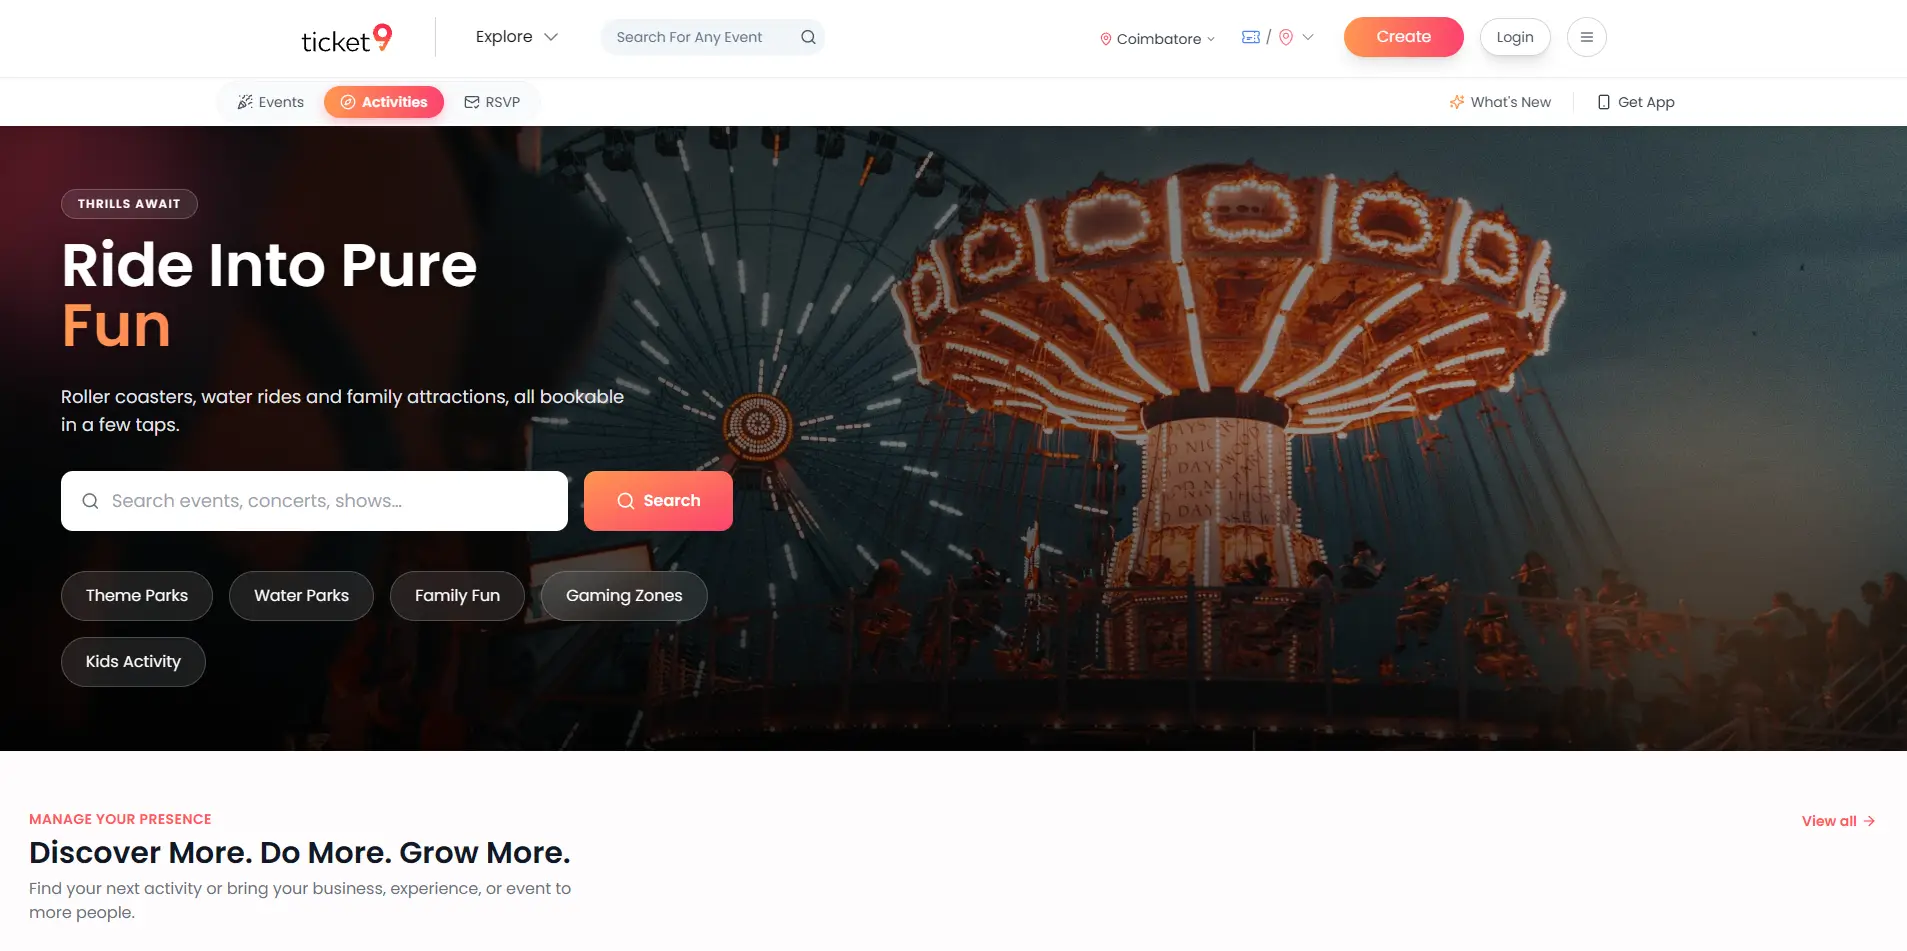 ticket9
Explore
Search For Any Event
Coimbatore
/
Create
Login
Events
Activities
RSVP
What's New
Get App
THRILLS AWAIT
Ride Into Pure
Fun
Roller coasters, water rides and family attractions, all bookable
in a few taps.
Search events, concerts, shows...
Search
Theme Parks
Water Parks
Family Fun
Gaming Zones
Kids Activity
MANAGE YOUR PRESENCE
View all
Discover More. Do More. Grow More.
Find your next activity or bring your business, experience, or event to
more people.